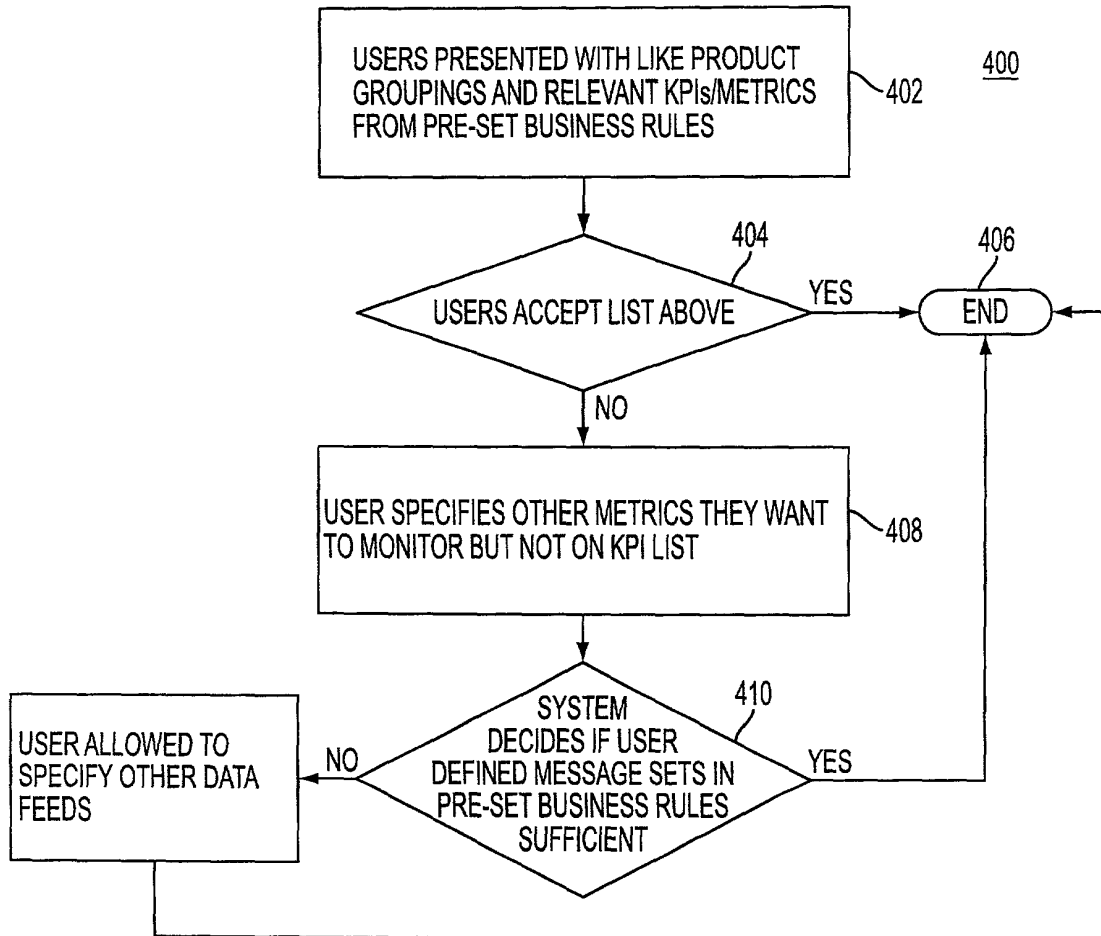 USERS PRESENTED WITH LIKE PRODUCT
GROUPINGS AND RELEVANT KPIs/METRICS
FROM PRE-SET BUSINESS RULES
402
400
404
USERS ACCEPT LIST ABOVE
YES
406
END
NO
USER SPECIFIES OTHER METRICS THEY WANT
TO MONITOR BUT NOT ON KPI LIST
408
410
SYSTEM
DECIDES IF USER
DEFINED MESSAGE SETS IN
PRE-SET BUSINESS RULES
SUFFICIENT
YES
NO
USER ALLOWED TO
SPECIFY OTHER DATA
FEEDS